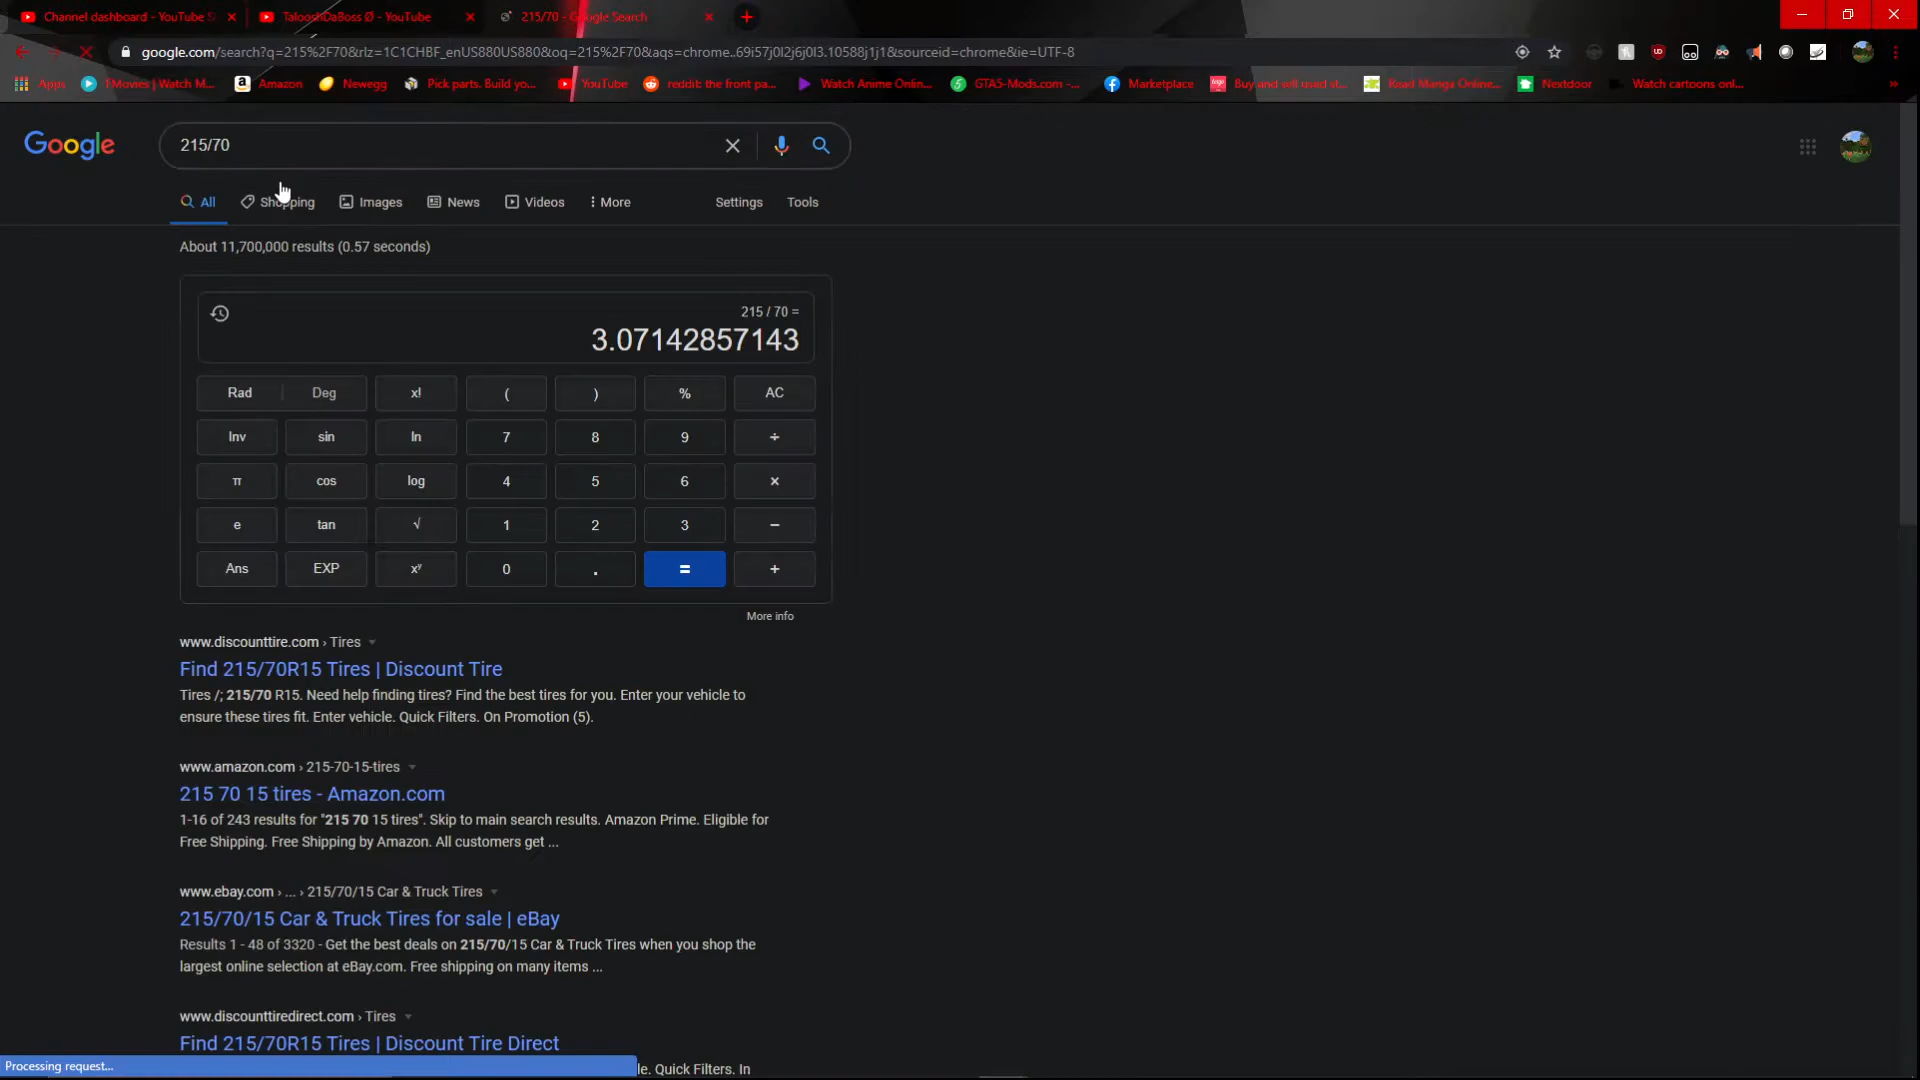 Channel dashboard - YouTube S
TalooshDaBoss Ø - YouTube
215/70 - Google Search
google.com/search?q=215%2F70&rlz=1C1CHBF_enUS880US880&oq=215%2F70&aqs=chrome..69i57j0l2j6j0l3.10588j1j1&sourceid=chrome&ie=UTF-8
Apps
Amazon
Newegg
Pick parts. Build yo...
YouTube
reddit: the front pa...
Watch Anime Onlin...
GTA5-Mods.com -...
Marketplace
Buy and sell used st...
Read Manga Online...
Nextdoor
Watch cartoons onl...
Google
215/70
All
Shopping
Images
News
Videos
More
Settings
Tools
About 11,700,000 results (0.57 seconds)
215 / 70 =
3.07142857143
Rad Deg x! ( ) % AC
Inv sin ln 7 8 9 ÷
π cos log 4 5 6 ×
e tan √ 1 2 3 −
Ans EXP xʸ 0 . = +
More info
www.discounttire.com › Tires
Find 215/70R15 Tires | Discount Tire
Tires /; 215/70 R15. Need help finding tires? Find the best tires for you. Enter your vehicle to
ensure these tires fit. Enter vehicle. Quick Filters. On Promotion (5).
www.amazon.com › 215-70-15-tires
215 70 15 tires - Amazon.com
1-16 of 243 results for "215 70 15 tires". Skip to main search results. Amazon Prime. Eligible for
Free Shipping. Free Shipping by Amazon. All customers get ...
www.ebay.com › ... › 215/70/15 Car & Truck Tires
215/70/15 Car & Truck Tires for sale | eBay
Results 1 - 48 of 3320 - Get the best deals on 215/70/15 Car & Truck Tires when you shop the
largest online selection at eBay.com. Free shipping on many items ...
www.discounttiredirect.com › Tires
Find 215/70R15 Tires | Discount Tire Direct
le. Quick Filters. In
Processing request...